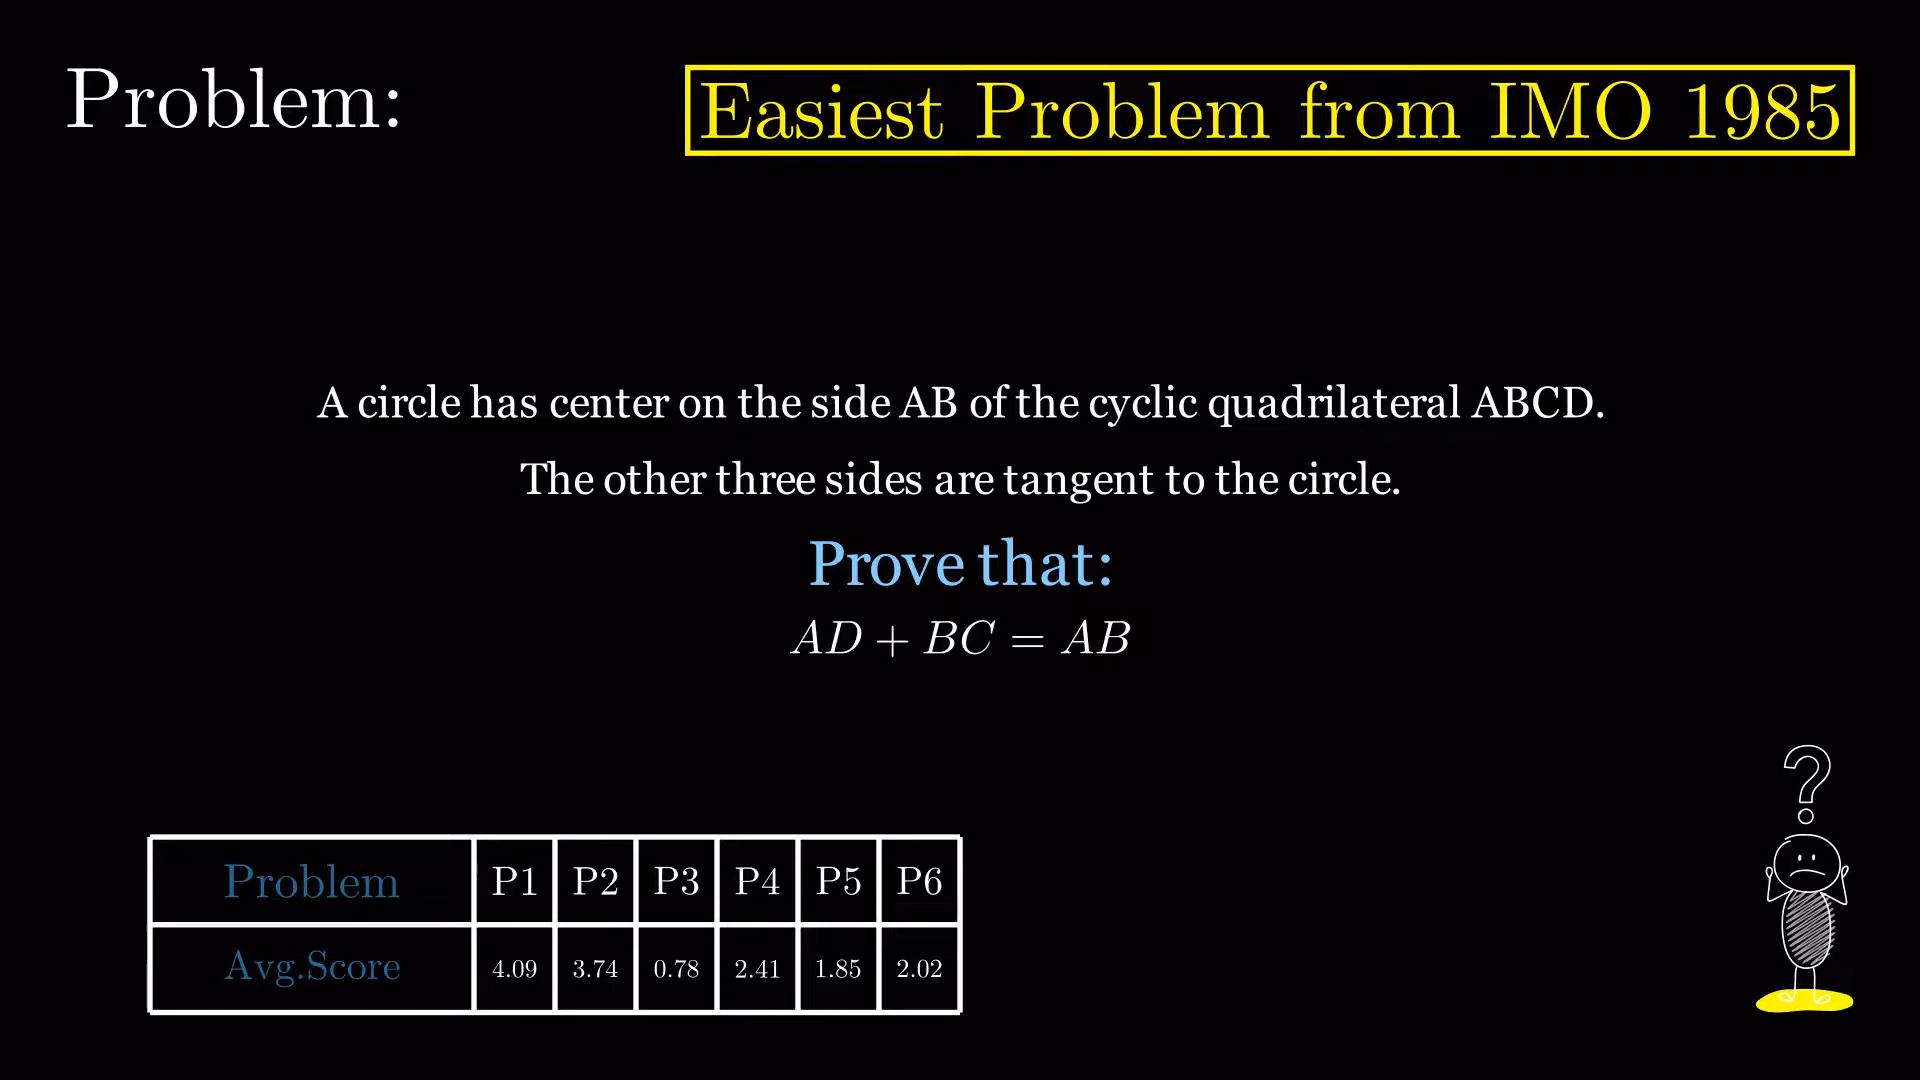 Problem:
Easiest Problem from IMO 1985
A circle has center on the side AB of the cyclic quadrilateral ABCD.
The other three sides are tangent to the circle.
Prove that:
AD + BC = AB
?
Problem P1 P2 P3 P4 P5 P6
Avg.Score 4.09 3.74 0.78 2.41 1.85 2.02